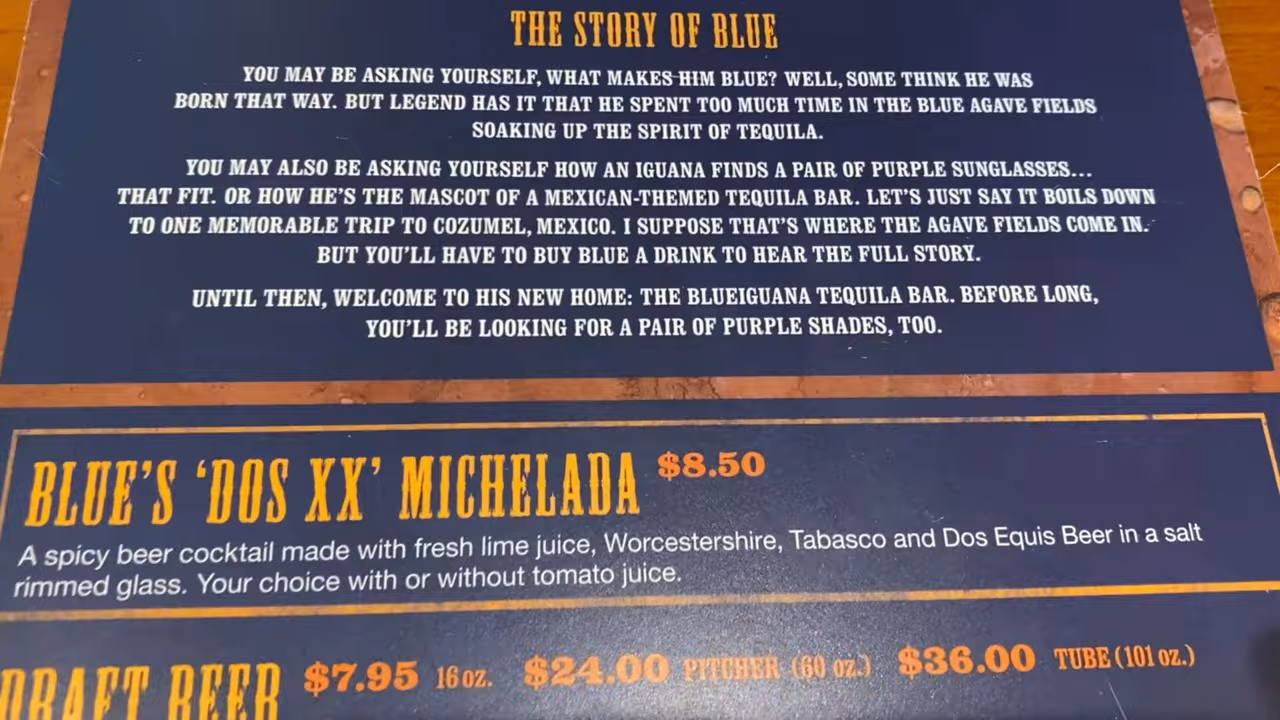 THE STORY OF BLUE
YOU MAY BE ASKING YOURSELF, WHAT MAKES HIM BLUE? WELL, SOME THINK HE WAS
BORN THAT WAY. BUT LEGEND HAS IT THAT HE SPENT TOO MUCH TIME IN THE BLUE AGAVE FIELDS
SOAKING UP THE SPIRIT OF TEQUILA.
YOU MAY ALSO BE ASKING YOURSELF HOW AN IGUANA FINDS A PAIR OF PURPLE SUNGLASSES...
THAT FIT. OR HOW HE'S THE MASCOT OF A MEXICAN-THEMED TEQUILA BAR. LET'S JUST SAY IT BOILS DOWN
TO ONE MEMORABLE TRIP TO COZUMEL, MEXICO. I SUPPOSE THAT'S WHERE THE AGAVE FIELDS COME IN.
BUT YOU'LL HAVE TO BUY BLUE A DRINK TO HEAR THE FULL STORY.
UNTIL THEN, WELCOME TO HIS NEW HOME: THE BLUEIGUANA TEQUILA BAR. BEFORE LONG,
YOU'LL BE LOOKING FOR A PAIR OF PURPLE SHADES, TOO.
BLUE'S 'DOS XX' MICHELADA $8.50
A spicy beer cocktail made with fresh lime juice, Worcestershire, Tabasco and Dos Equis Beer in a salt
rimmed glass. Your choice with or without tomato juice.
DRAFT BEER $7.95 16 oz. $24.00 PITCHER (60 oz.) $36.00 TUBE (101 oz.)